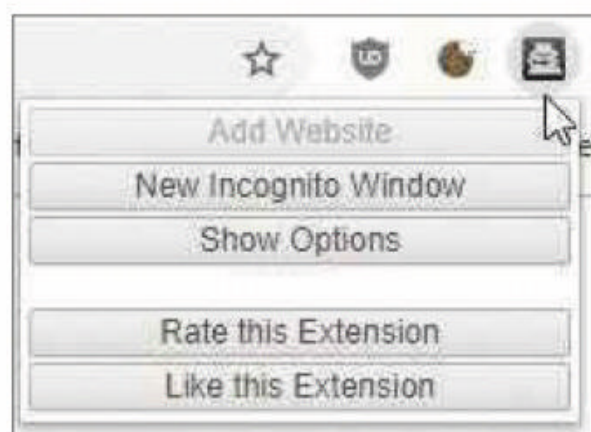 Add Website
New Incognito Window
Show Options
Rate this Extension
Like this Extension